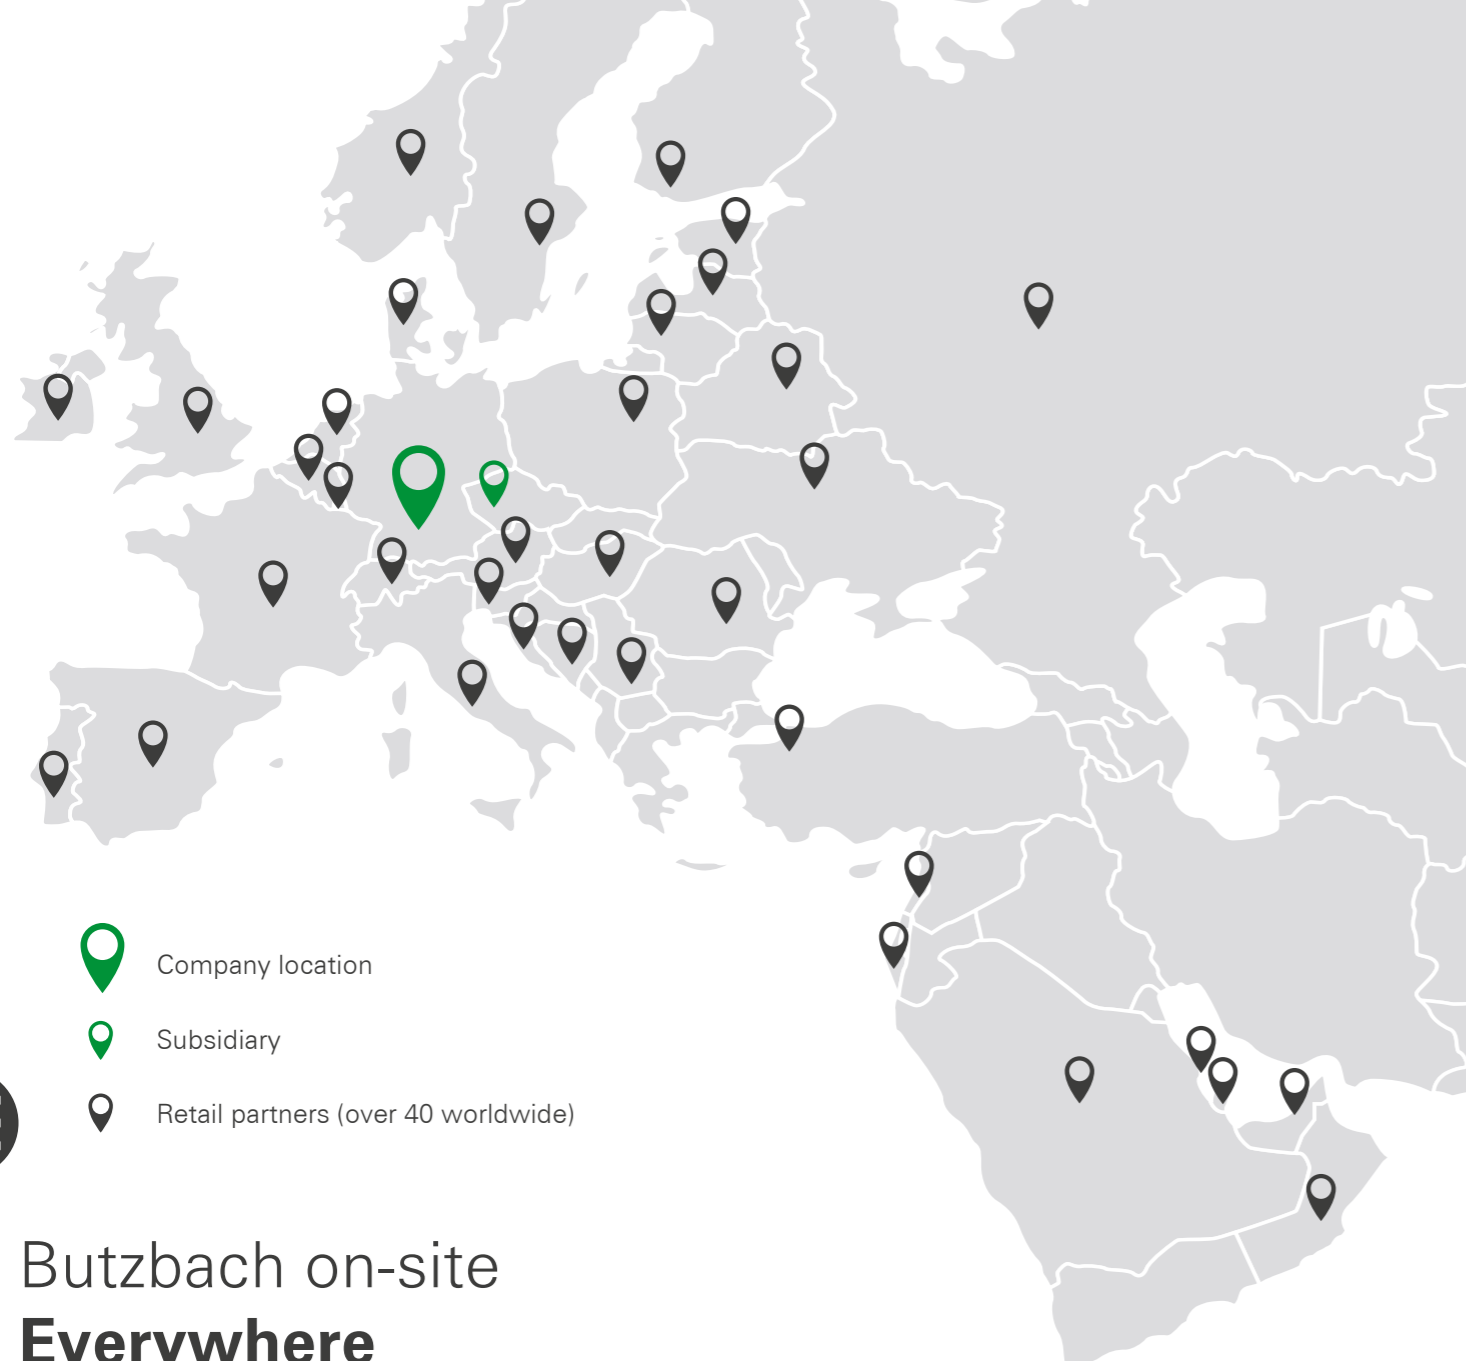 Company location
Subsidiary
Retail partners (over 40 worldwide)
Butzbach on-site
Everywhere